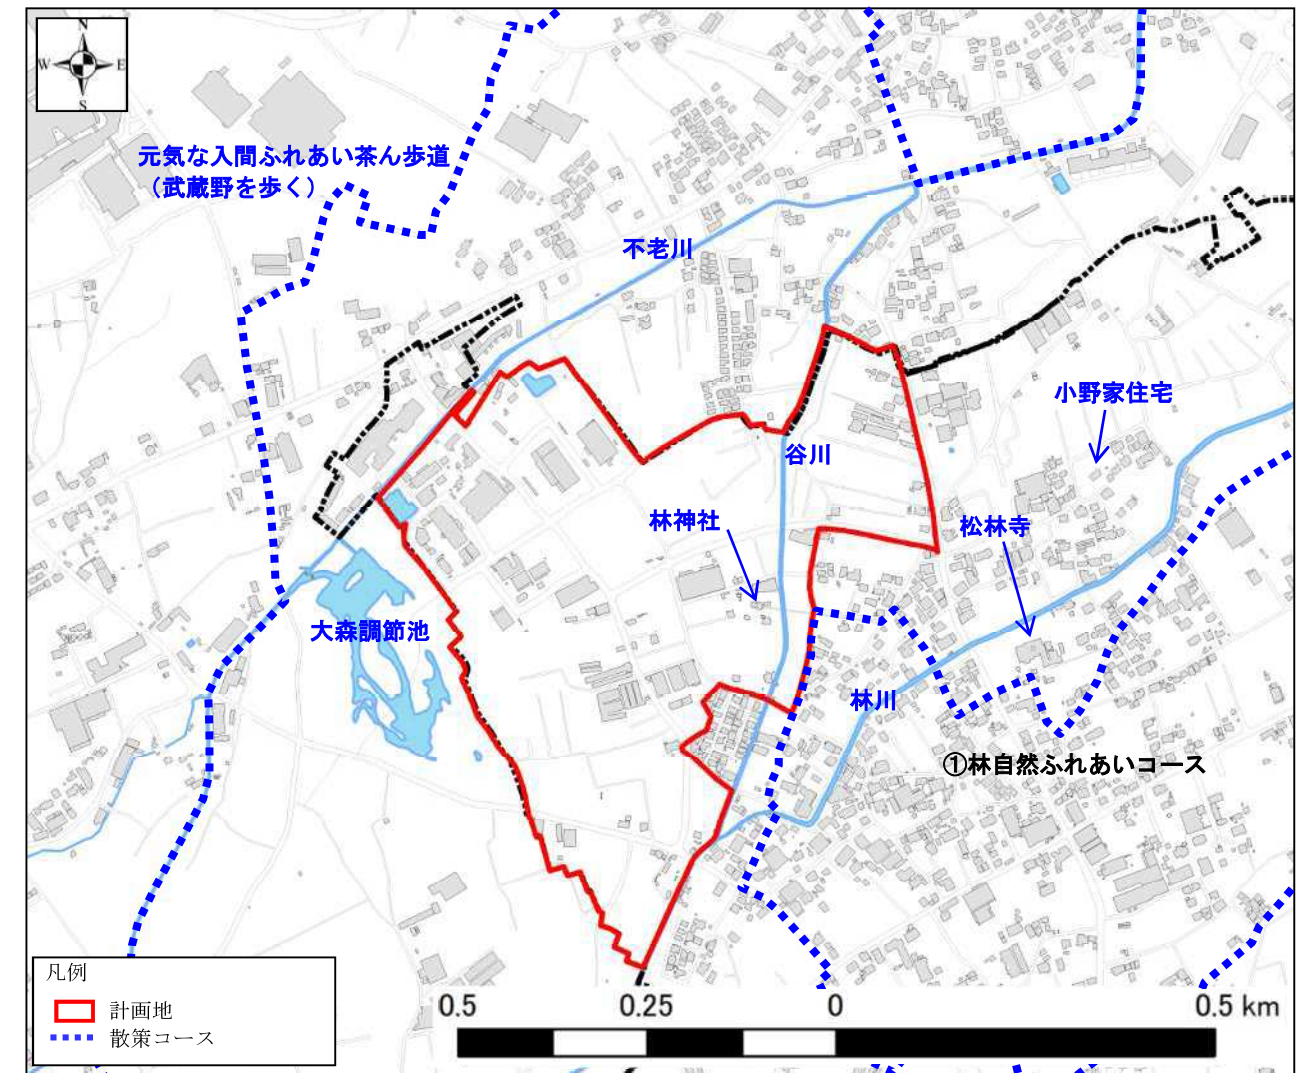 N
W E
S
元気な入間ふれあい茶ん歩道
（武蔵野を歩く）
不老川
小野家住宅
谷川
林神社
松林寺
大森調節池
林川
①林自然ふれあいコース
凡例
計画地
散策コース
0.5 0.25 0 0.5 km